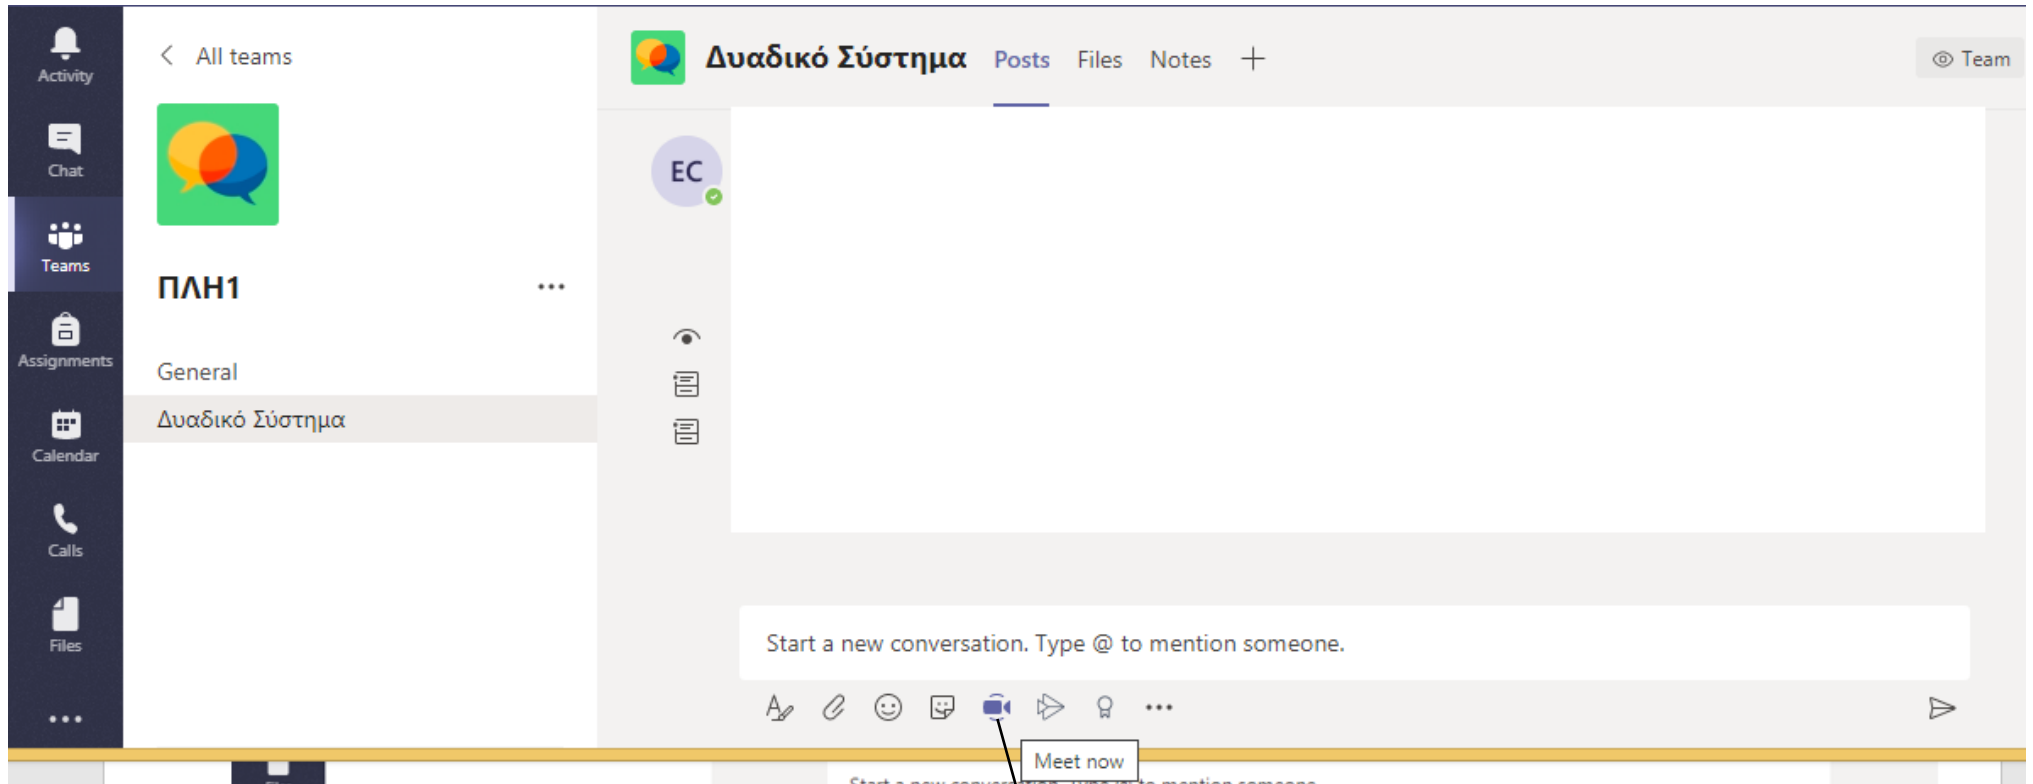 Activity
Chat
Teams
Assignments
Calendar
Calls
Files
All teams
ΠΛΗ1
General
Δυαδικό Σύστημα
Δυαδικό Σύστημα Posts Files Notes
Team
EC
Start a new conversation. Type @ to mention someone.
Meet now